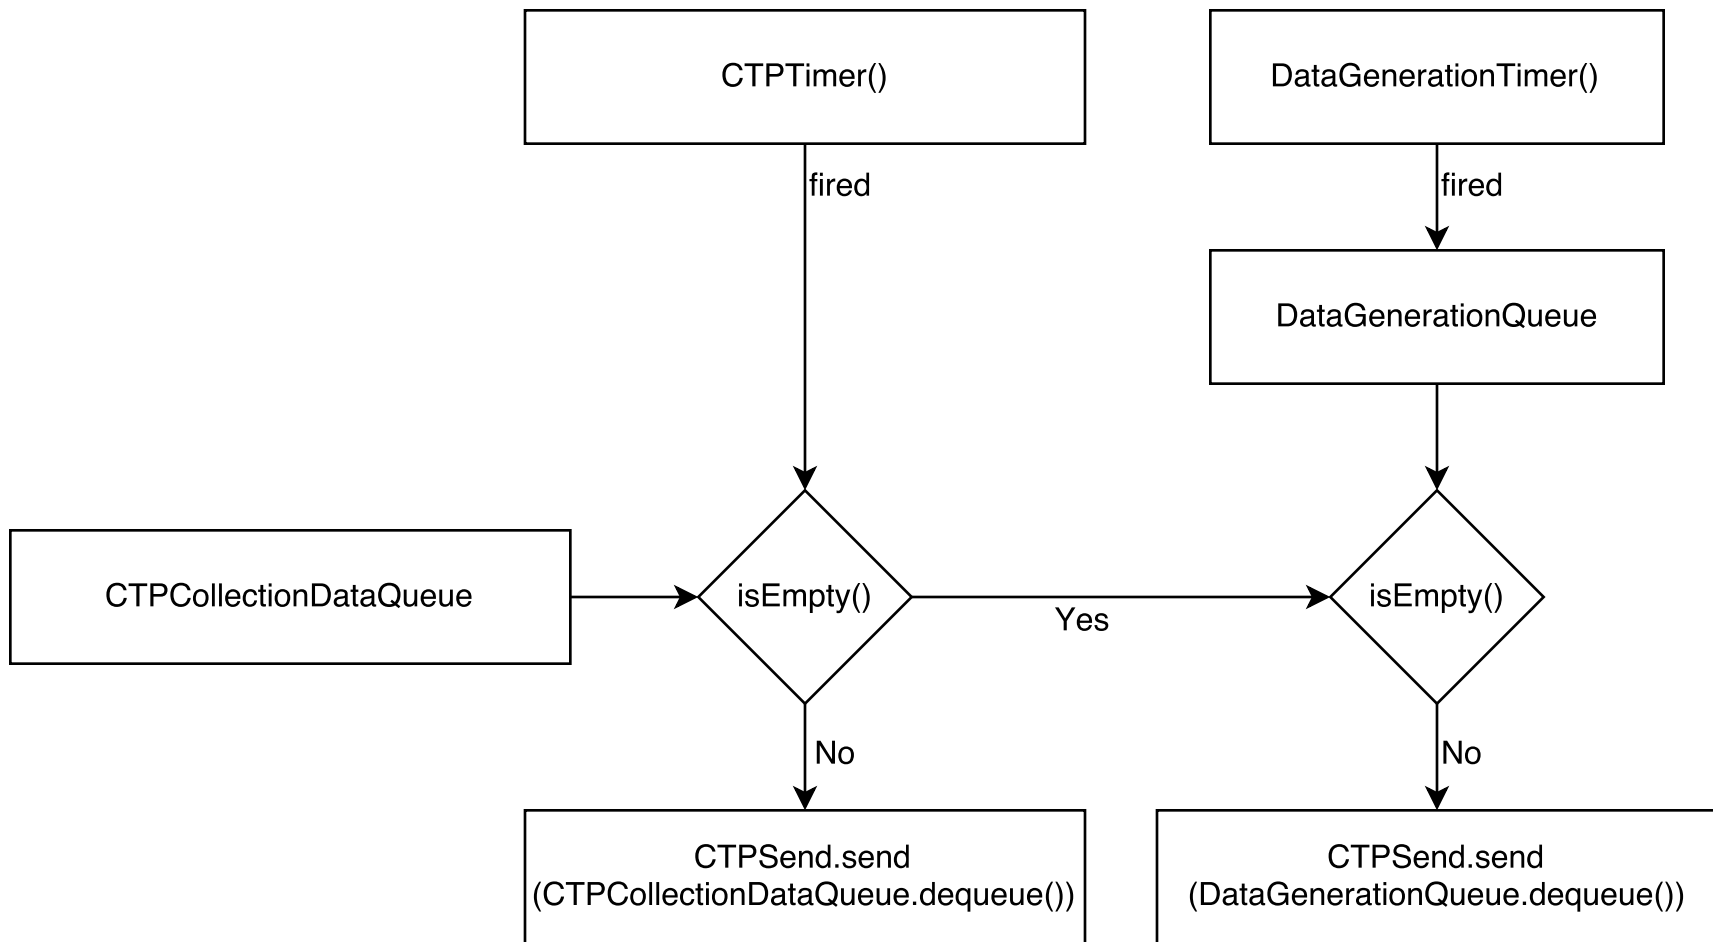 CTPTimer()
DataGenerationTimer()
fired
fired
DataGenerationQueue
CTPCollectionDataQueue
isEmpty()
Yes
isEmpty()
No
No
CTPSend.send
(CTPCollectionDataQueue.dequeue())
CTPSend.send
(DataGenerationQueue.dequeue())